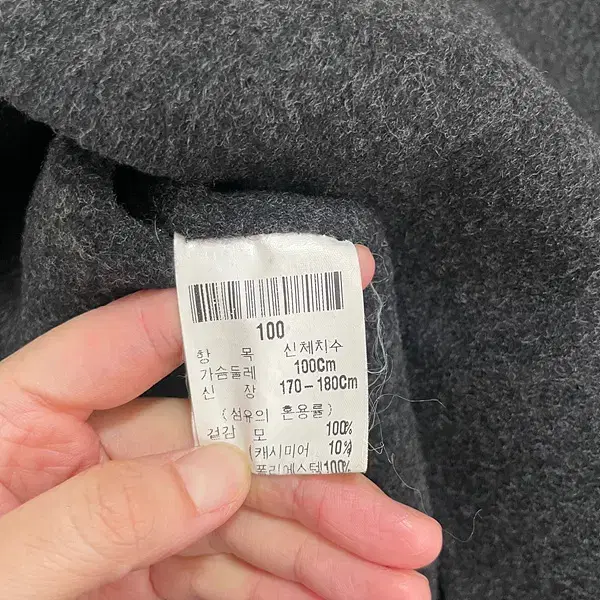 100
항 목 신체치수
가슴둘레 100Cm
신 장 170-180Cm
(섬유의 혼용률)
겉감 모 100%
(캐시미어 10%)
폴리에스텔100%